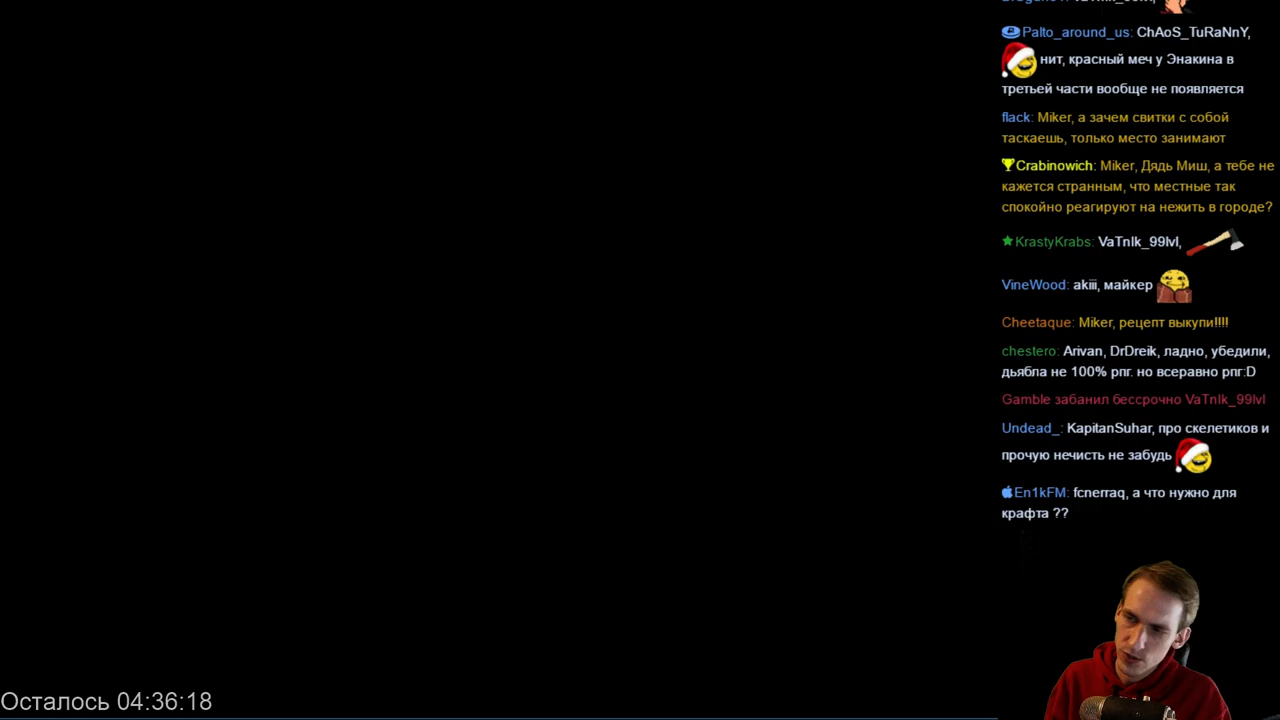 Palto_around_us: ChAoS_TuRaNnY,
нит, красный меч у Энакина в
третьей части вообще не появляется
flack: Miker, а зачем свитки с собой
таскаешь, только место занимают
Crabinowich: Miker, Дядь Миш, а тебе не
кажется странным, что местные так
спокойно реагируют на нежить в городе?
KrastyKrabs: VaTnIk_99lvl,
VineWood: akiii, майкер
Cheetaque: Miker, рецепт выкупи!!!!
chestero: Arivan, DrDreik, ладно, убедили,
дьябла не 100% рпг. но всеравно рпг:D
Gamble забанил бессрочно VaTnIk_99lvl
Undead_: KapitanSuhar, про скелетиков и
прочую нечисть не забудь
En1kFM: fcnerraq, а что нужно для
крафта ??
Осталось 04:36:18